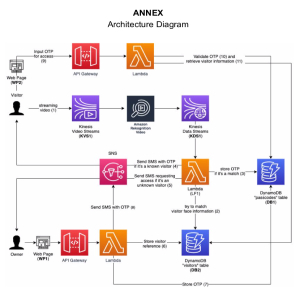 ANNEX
Architecture Diagram
Input OTP
for access
(9)
Validate OTP (10) and
retrieve visitor information (11)
Web Page
(WP2)
API Gateway
Lambda
Visitor
streaming
video (1)
Kinesis
Video Streams
(KVS1)
Amazon
Rekognition
Video
Kinesis
Data Streams
(KDS1)
SNS
Send SMS with OTP
if it's a known visitor (4)
Send SMS requesting
access if it's an
unknown visitor (5)
store OTP
if it's a match (3)
Lambda
(LF1)
DynamoDB
"passcodes" table
(DB1)
try to match
visitor face information (2)
Send SMS with OTP (8)
Owner
Web Page
(WP1)
API Gateway
Lambda
Store visitor
reference (6)
DynamoDB
"visitors" table
(DB2)
Store OTP (7)